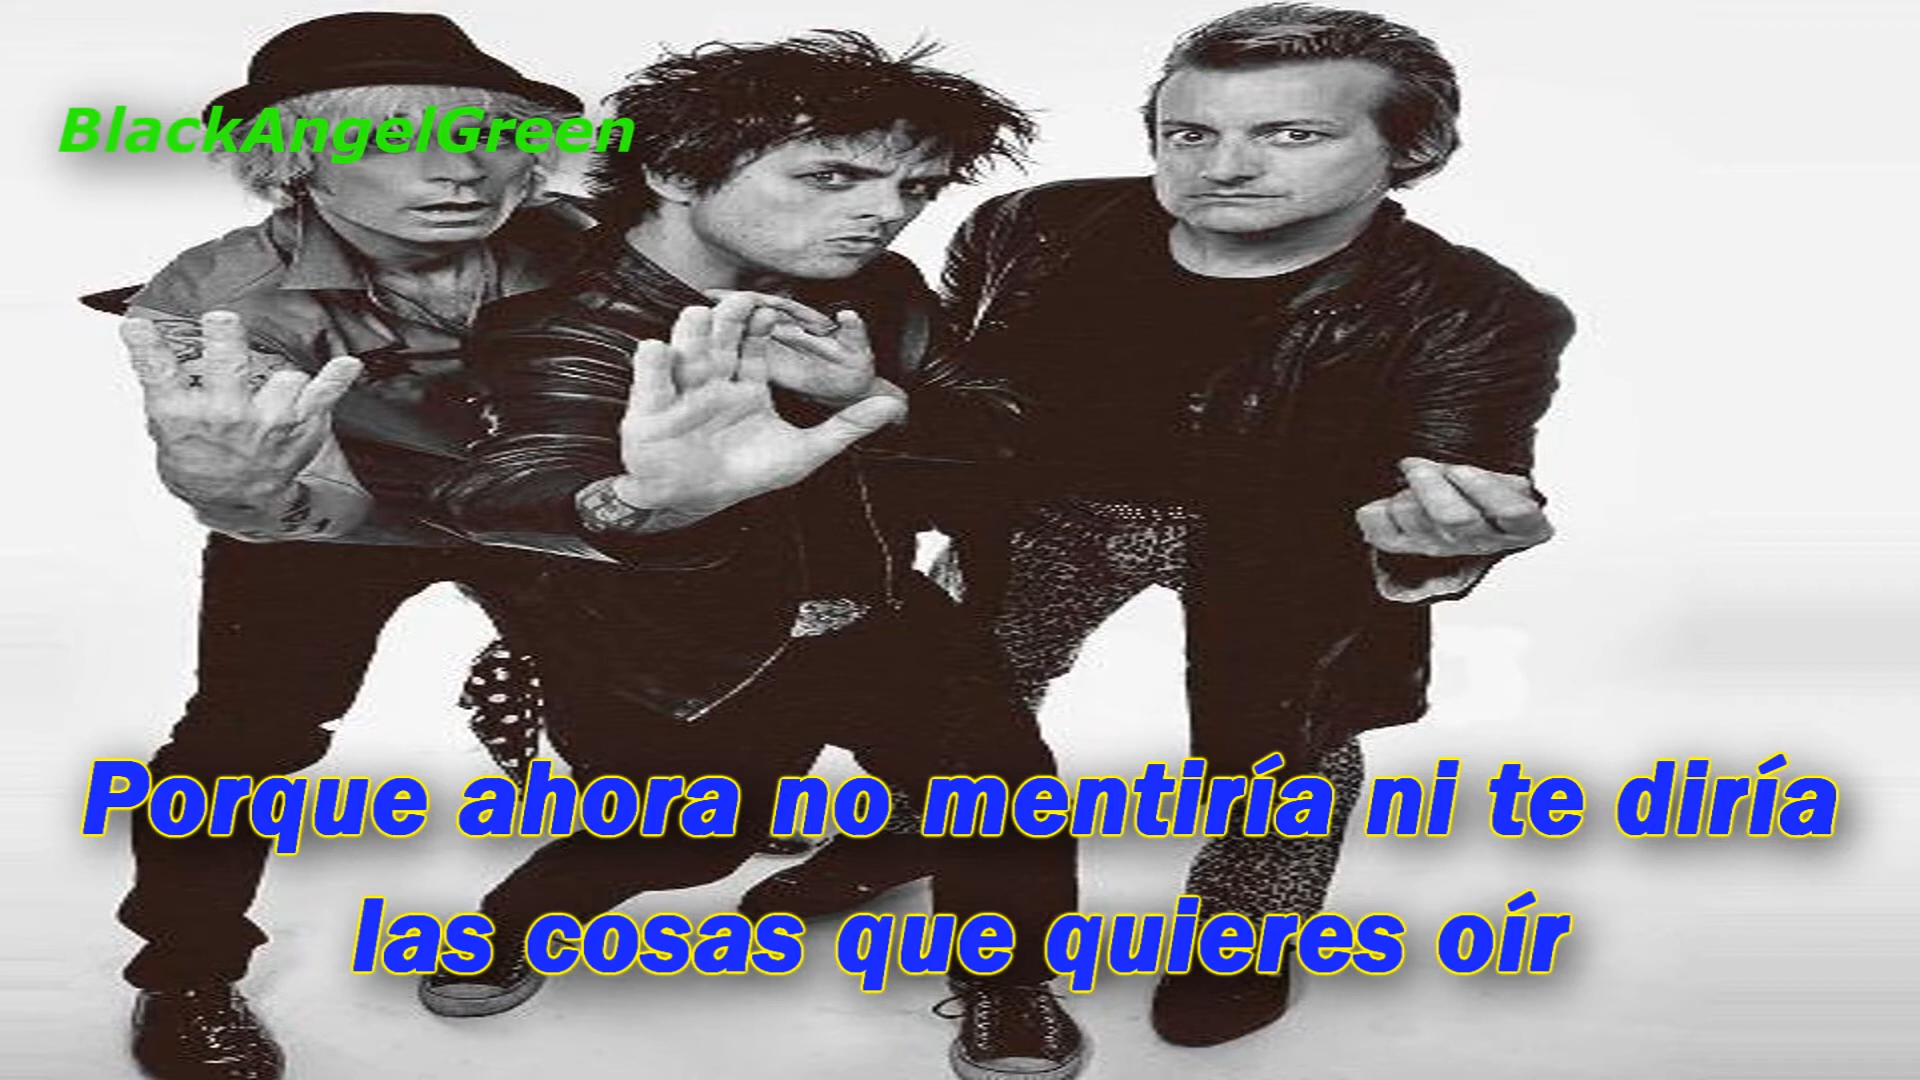 BlackAngelGreen
Porque ahora no mentiría ni te diría
las cosas que quieres oír